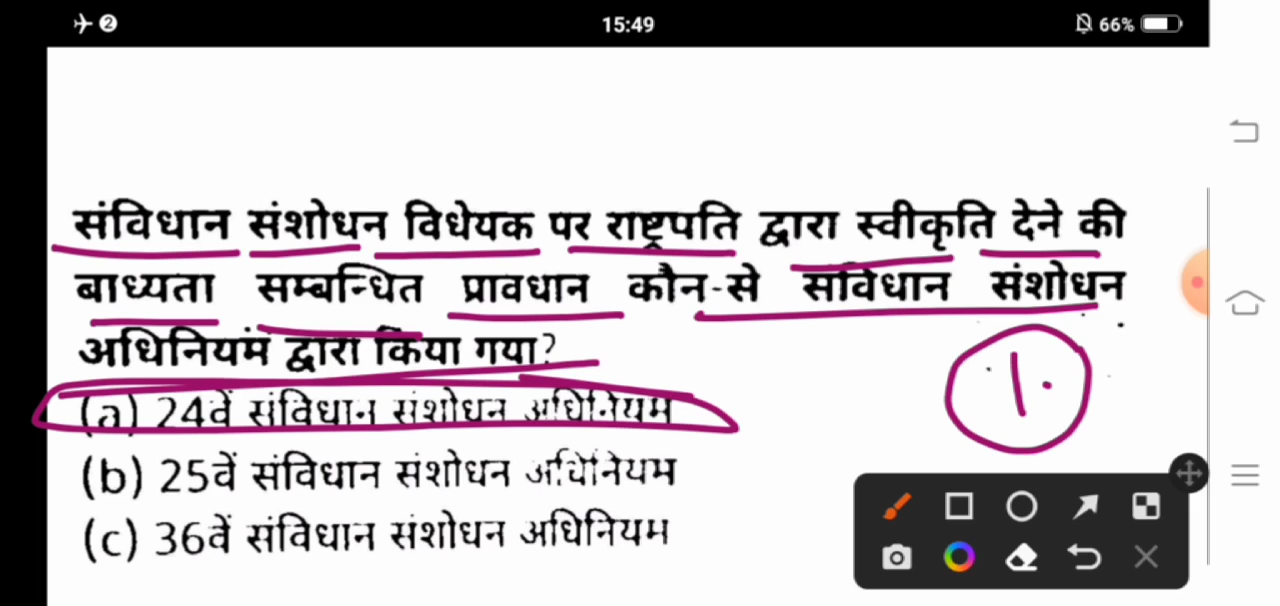 2 15:49 66%
संविधान संशोधन विधेयक पर राष्ट्रपति द्वारा स्वीकृति देने की
बाध्यता सम्बन्धित प्रावधान कौन-से संविधान संशोधन
अधिनियम द्वारा किया गया?
(a) 24वें संविधान संशोधन अधिनियम
1.
(b) 25वें संविधान संशोधन अधिनियम
(c) 36वें संविधान संशोधन अधिनियम